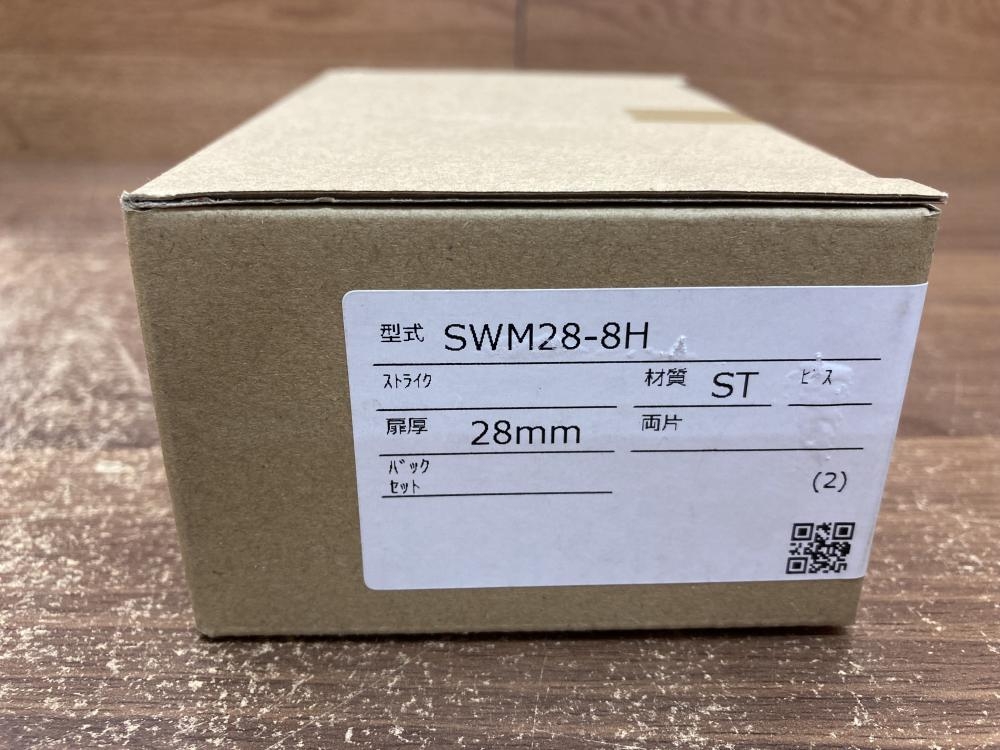 型式 SWM28-8H
ｽﾄﾗｲｸ 材質 ST ﾋﾞｽ
扉厚 28mm 両片
ﾊﾞｯｸ
ｾｯﾄ (2)